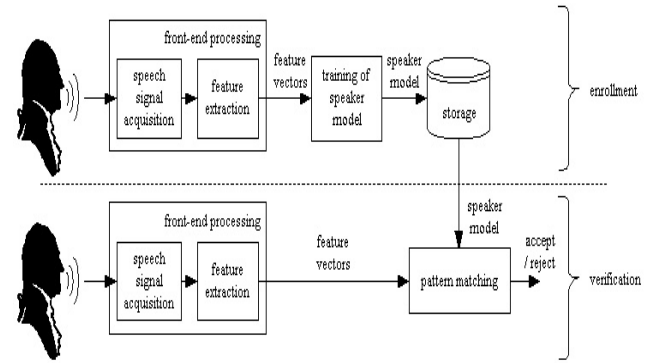 front-end processing
speech
signal
acquisition
feature
extraction
feature
vectors
training of
speaker
model
speaker
model
storage
enrollment
front-end processing
speech
signal
acquisition
feature
extraction
feature
vectors
speaker
model
pattern matching
accept
/ reject
verification